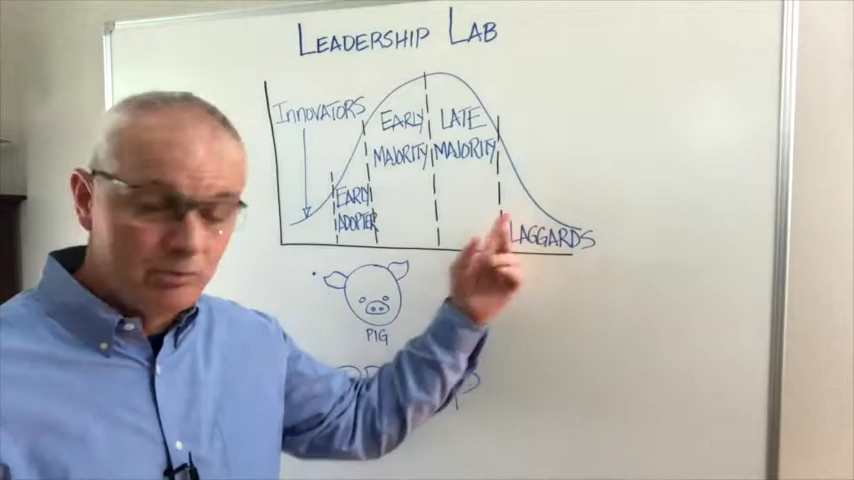 LEADERSHIP LAB
INNOVATORS
EARLY
MAJORITY
LATE
MAJORITY
EARLY
ADOPTER
LAGGARDS
PIG